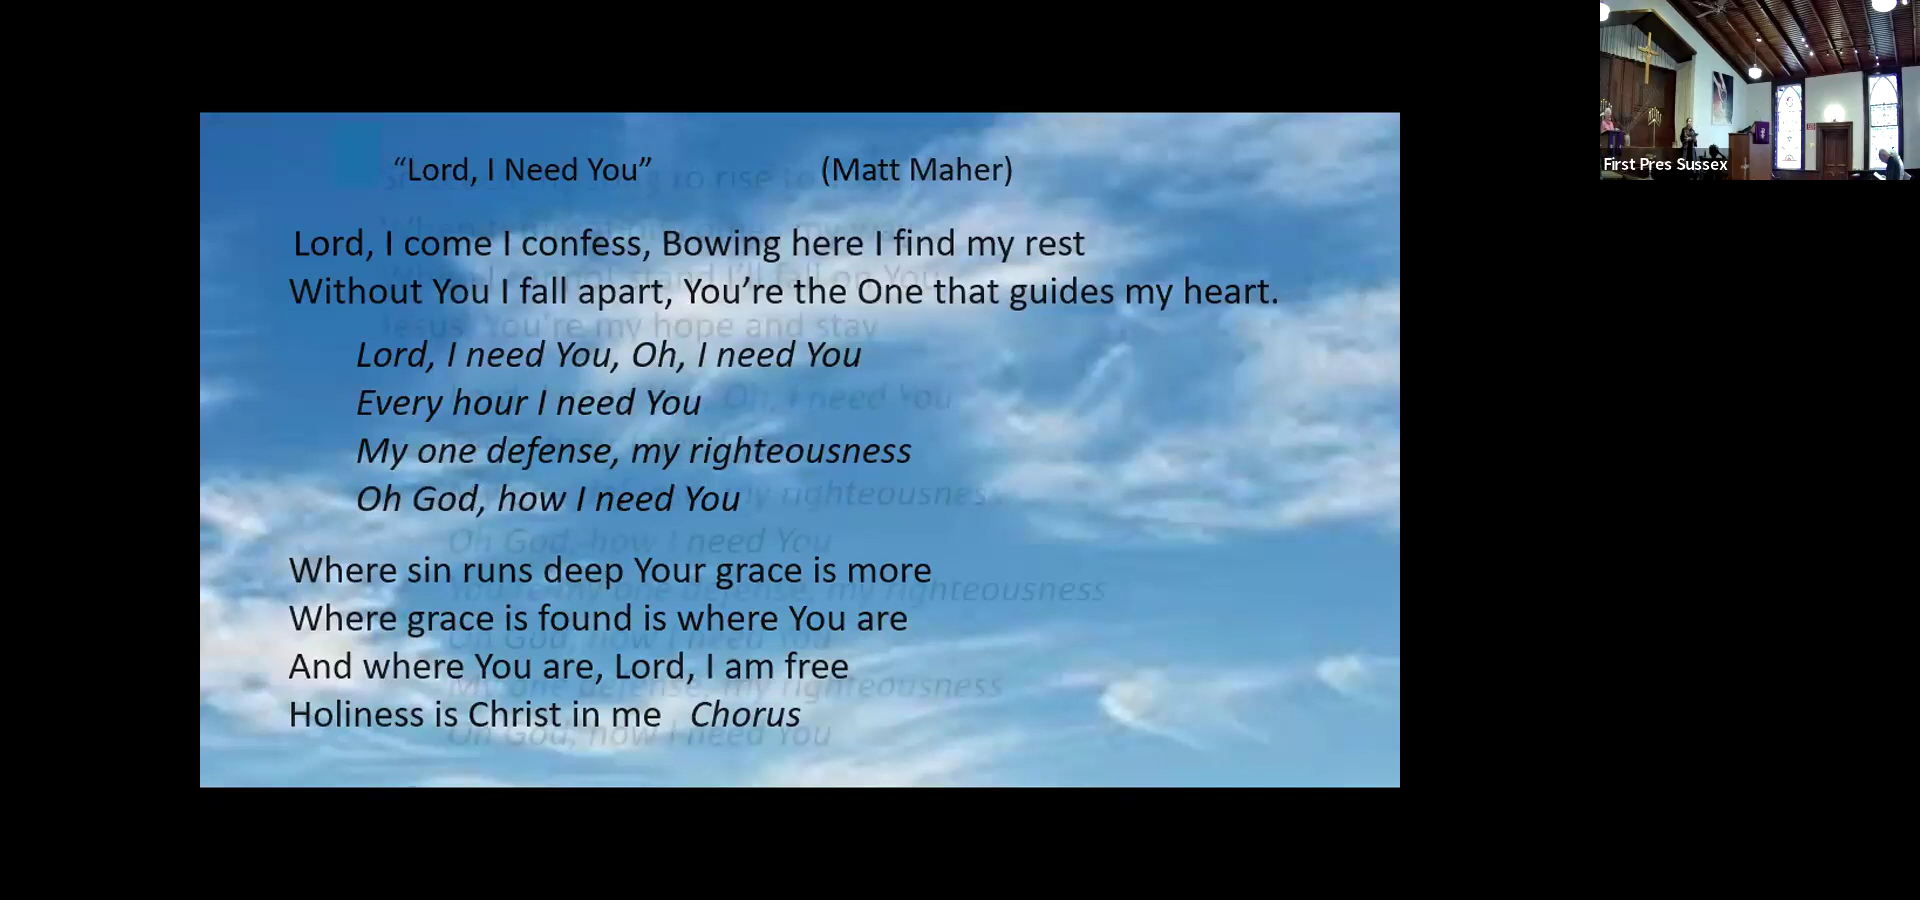 “Lord, I Need You” (Matt Maher)
Lord, I come I confess, Bowing here I find my rest
Without You I fall apart, You’re the One that guides my heart.
Lord, I need You, Oh, I need You
Every hour I need You
My one defense, my righteousness
Oh God, how I need You
Where sin runs deep Your grace is more
Where grace is found is where You are
And where You are, Lord, I am free
Holiness is Christ in me Chorus
First Pres Sussex